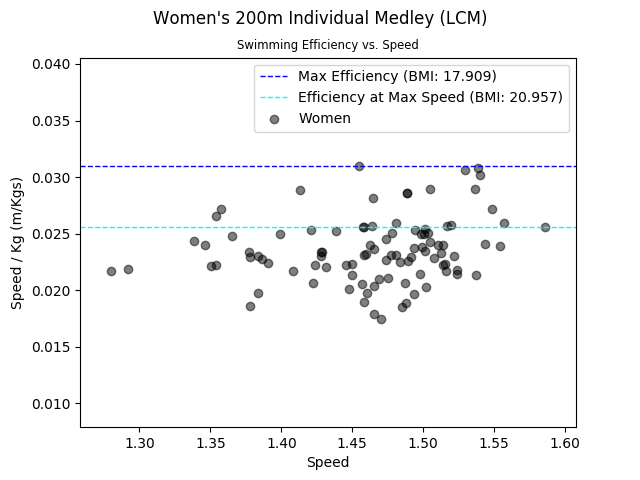 Women's 200m Individual Medley (LCM)
Swimming Efficiency vs. Speed
Max Efficiency (BMI: 17.909)
Efficiency at Max Speed (BMI: 20.957)
Women
Speed / Kg (m/Kgs)
0.040
0.035
0.030
0.025
0.020
0.015
0.010
1.30 1.35 1.40 1.45 1.50 1.55 1.60
Speed